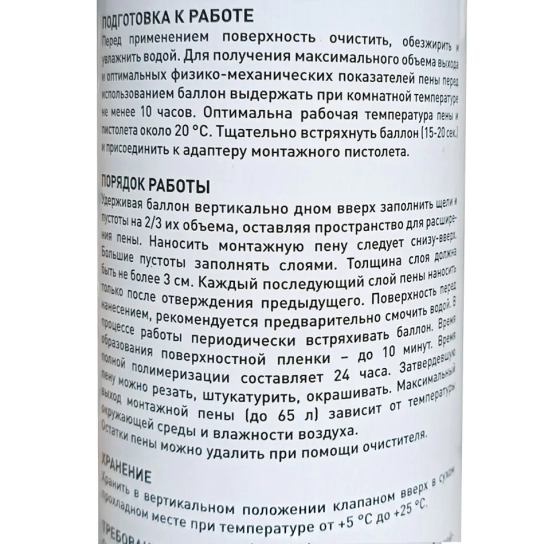 ПОДГОТОВКА К РАБОТЕ
Перед применением поверхность очистить, обезжирить и
увлажнить водой. Для получения максимального объема выхода
и оптимальных физико-механических показателей пены перед
использованием баллон выдержать при комнатной температуре
не менее 10 часов. Оптимальна рабочая температура пены и
пистолета около 20 °С. Тщательно встряхнуть баллон (15-20 сек.)
и присоединить к адаптеру монтажного пистолета.
ПОРЯДОК РАБОТЫ
Удерживая баллон вертикально дном вверх заполнить щели и
пустоты на 2/3 их объема, оставляя пространство для расшире-
ния пены. Наносить монтажную пену следует снизу-вверх.
Большие пустоты заполнять слоями. Толщина слоя должна
быть не более 3 см. Каждый последующий слой пены наносить
только после отверждения предыдущего. Поверхность перед
нанесением, рекомендуется предварительно смочить водой. В
процессе работы периодически встряхивать баллон. Время
образования поверхностной пленки – до 10 минут. Время
полной полимеризации составляет 24 часа. Затвердевшую
пену можно резать, штукатурить, окрашивать. Максимальный
выход монтажной пены (до 65 л) зависит от температуры
окружающей среды и влажности воздуха.
Остатки пены можно удалить при помощи очистителя.
ХРАНЕНИЕ
Хранить в вертикальном положении клапаном вверх в сухом
прохладном месте при температуре от +5 °С до +25 °С.